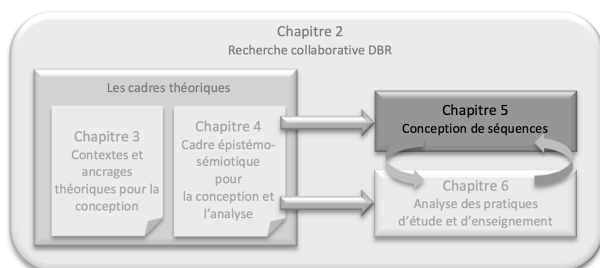 Chapitre 2
Recherche collaborative DBR
Les cadres théoriques
Chapitre 3
Contextes et
ancrages
théoriques pour la
conception
Chapitre 4
Cadre épistémo-
sémiotique
pour
la conception et
l’analyse
Chapitre 5
Conception de séquences
Chapitre 6
Analyse des pratiques
d’étude et d’enseignement